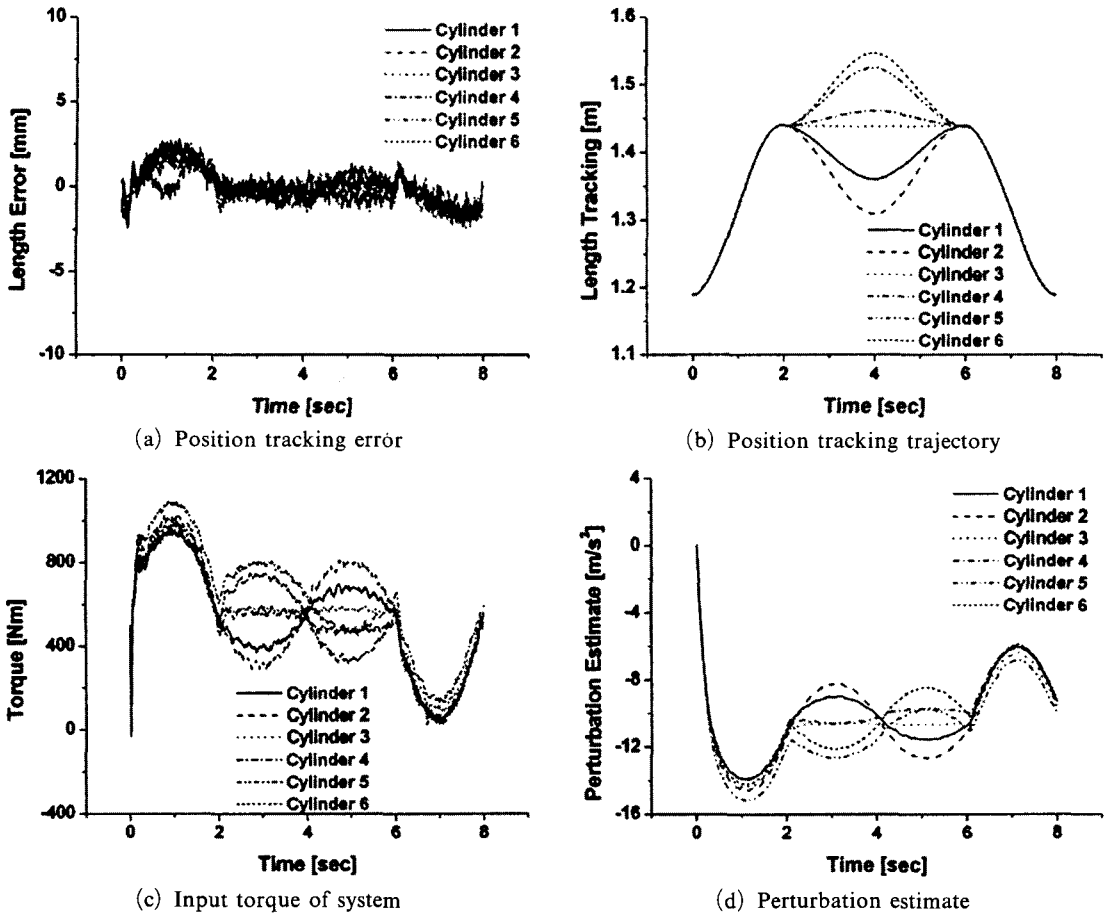 10
5
0
-5
-10
Length Error [mm]
Cylinder 1
Cylinder 2
Cylinder 3
Cylinder 4
Cylinder 5
Cylinder 6
0 2 4 6 8
Time [sec]
(a) Position tracking error
1.6
1.5
1.4
1.3
1.2
1.1
Length Tracking [m]
Cylinder 1
Cylinder 2
Cylinder 3
Cylinder 4
Cylinder 5
Cylinder 6
0 2 4 6 8
Time [sec]
(b) Position tracking trajectory
1200
800
400
0
-400
Torque [Nm]
Cylinder 1
Cylinder 2
Cylinder 3
Cylinder 4
Cylinder 5
Cylinder 6
0 2 4 6 8
Time [sec]
(c) Input torque of system
4
0
-4
-8
-12
-16
Perturbation Estimate [m/s²]
Cylinder 1
Cylinder 2
Cylinder 3
Cylinder 4
Cylinder 5
Cylinder 6
0 2 4 6 8
Time [sec]
(d) Perturbation estimate